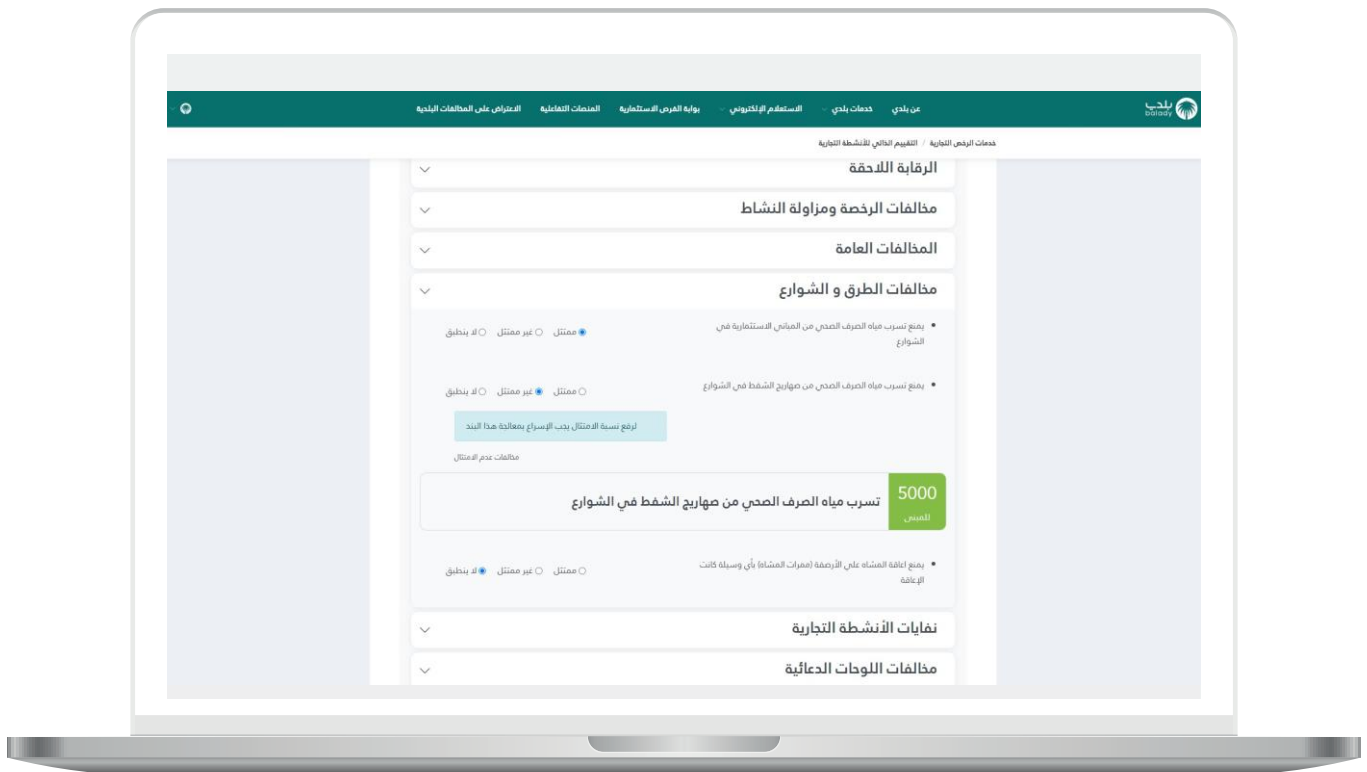 بلدي
balady
عن بلدي
خدمات بلدي
الاستعلام الإلكتروني
بوابة الفرص الاستثمارية
المنصات التفاعلية
الاعتراض على المخالفات البلدية
خدمات الرخص التجارية / التقييم الذاتي للأنشطة التجارية
الرقابة اللاحقة
مخالفات الرخصة ومزاولة النشاط
المخالفات العامة
مخالفات الطرق و الشوارع
يمنع تسرب مياه الصرف الصحي من المباني الاستثمارية في
الشوارع
ممتثل غير ممتثل لا ينطبق
يمنع تسرب مياه الصرف الصحي من صهاريج الشفط في الشوارع
ممتثل غير ممتثل لا ينطبق
لرفع نسبة الامتثال يجب الإسراع بمعالجة هذا البند
مخالفات عدم الامتثال
5000
للمبنى
تسرب مياه الصرف الصحي من صهاريج الشفط في الشوارع
يمنع اعاقة المشاه علي الأرصفة (ممرات المشاه) بأي وسيلة كانت
الإعاقة
ممتثل غير ممتثل لا ينطبق
نفايات الأنشطة التجارية
مخالفات اللوحات الدعائية